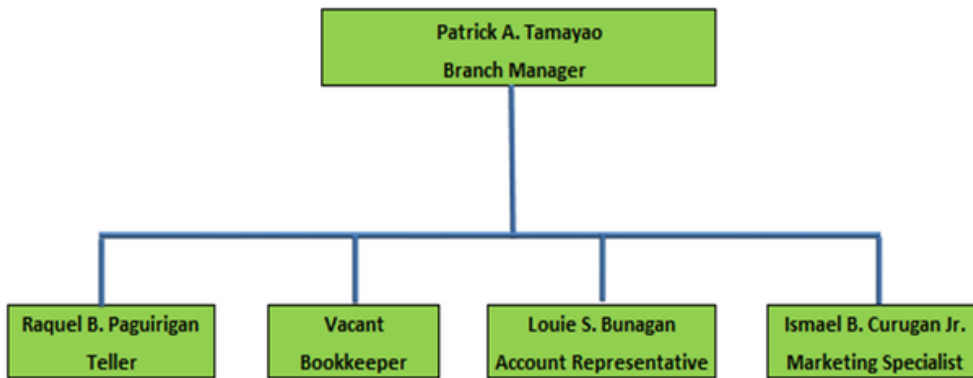 Patrick A. Tamayao
Branch Manager
Raquel B. Paguirigan
Teller
Vacant
Bookkeeper
Louie S. Bunagan
Account Representative
Ismael B. Curugan Jr.
Marketing Specialist